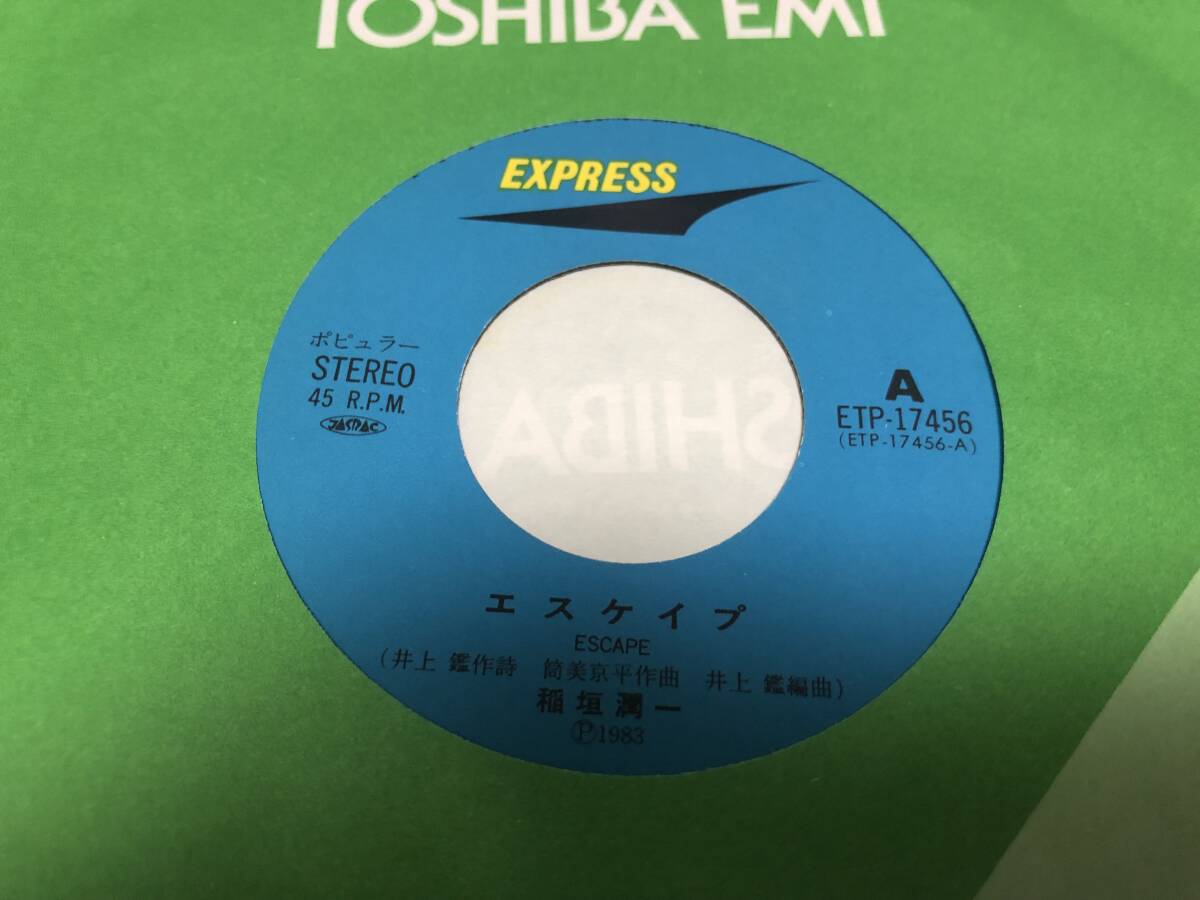 TOSHIBA EMI
EXPRESS
ポピュラー
STEREO
45 R.P.M.
JASRAC
A
ETP-17456
(ETP-17456-A)
SHIBA
エスケイプ
ESCAPE
(井上 鑑作詩 筒美京平作曲 井上 鑑編曲)
稲垣潤一
Ⓟ1983